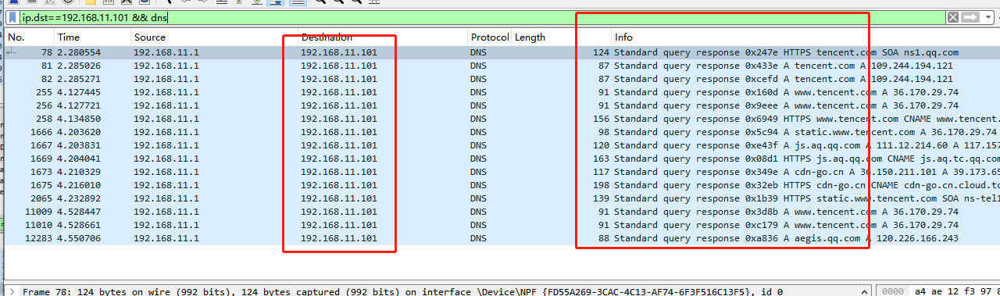 ip.dst==192.168.11.101 && dns
No. Time Source Destination Protocol Length Info
78 2.280554 192.168.11.1 192.168.11.101 DNS 124 Standard query response 0x247e HTTPS tencent.com SOA ns1.qq.com
81 2.285026 192.168.11.1 192.168.11.101 DNS 87 Standard query response 0x433e A tencent.com A 109.244.194.121
82 2.285271 192.168.11.1 192.168.11.101 DNS 87 Standard query response 0xcefd A tencent.com A 109.244.194.121
255 4.127445 192.168.11.1 192.168.11.101 DNS 91 Standard query response 0x160d A www.tencent.com A 36.170.29.74
256 4.127721 192.168.11.1 192.168.11.101 DNS 91 Standard query response 0x9eee A www.tencent.com A 36.170.29.74
258 4.134850 192.168.11.1 192.168.11.101 DNS 156 Standard query response 0x6949 HTTPS www.tencent.com CNAME www.tencent.
1666 4.203620 192.168.11.1 192.168.11.101 DNS 98 Standard query response 0x5c94 A static.www.tencent.com A 36.170.29.74
1667 4.203831 192.168.11.1 192.168.11.101 DNS 120 Standard query response 0xe43f A js.aq.qq.com A 111.12.214.60 A 117.157
1669 4.204041 192.168.11.1 192.168.11.101 DNS 163 Standard query response 0x08d1 HTTPS js.aq.qq.com CNAME js.aq.tc.qq.com
1673 4.210329 192.168.11.1 192.168.11.101 DNS 117 Standard query response 0x349e A cdn-go.cn A 36.150.211.101 A 39.173.65
1675 4.216010 192.168.11.1 192.168.11.101 DNS 198 Standard query response 0x32eb HTTPS cdn-go.cn CNAME cdn-go.cn.cloud.tc
2065 4.232892 192.168.11.1 192.168.11.101 DNS 139 Standard query response 0x1b39 HTTPS static.www.tencent.com SOA ns-tel1
11009 4.528447 192.168.11.1 192.168.11.101 DNS 91 Standard query response 0x3d8b A www.tencent.com A 36.170.29.74
11010 4.528661 192.168.11.1 192.168.11.101 DNS 91 Standard query response 0xc179 A www.tencent.com A 36.170.29.74
12283 4.550706 192.168.11.1 192.168.11.101 DNS 88 Standard query response 0xa836 A aegis.qq.com A 120.226.166.243
Frame 78: 124 bytes on wire (992 bits), 124 bytes captured (992 bits) on interface \Device\NPF_{FD55A269-3CAC-4C13-AF74-6F3F516C13F5}, id 0
0000 a4 ae 12 f3 97 8